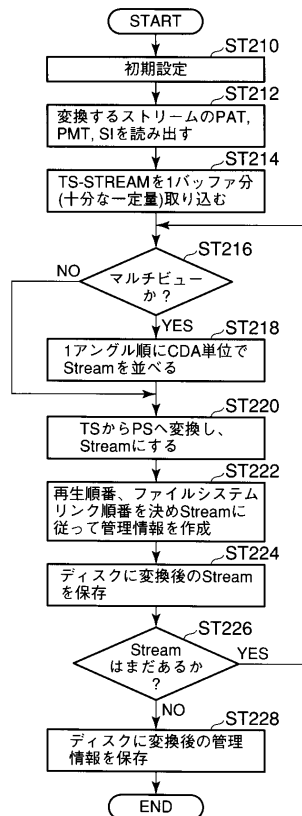 START
ST210
初期設定
ST212
変換するストリームのPAT,
PMT, SIを読み出す
ST214
TS-STREAMを1バッファ分
(十分な一定量)取り込む
ST216
マルチビュー
か?
NO
YES
ST218
1アングル順にCDA単位で
Streamを並べる
ST220
TSからPSへ変換し、
Streamにする
ST222
再生順番、ファイルシステム
リンク順番を決めStreamに
従って管理情報を作成
ST224
ディスクに変換後のStream
を保存
ST226
Stream
はまだあるか
?
YES
NO
ST228
ディスクに変換後の管理
情報を保存
END